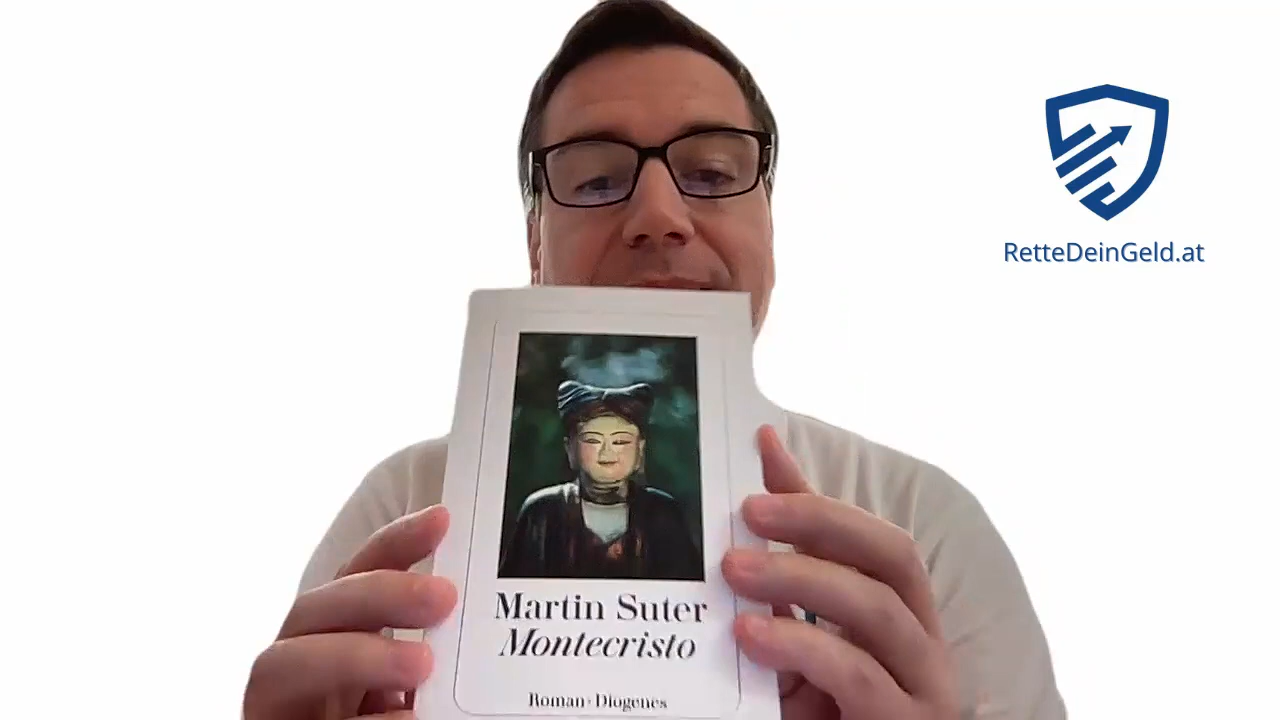 RetteDeinGeld.at
Martin Suter
Montecristo
Roman · Diogenes